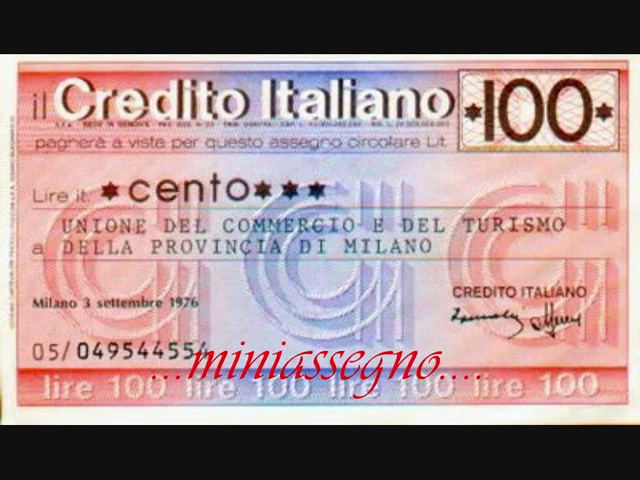 il Credito Italiano *100*
pagherà a vista per questo assegno circolare Lit.
Lire it. *cento***
UNIONE DEL COMMERCIO E DEL TURISMO
a DELLA PROVINCIA DI MILANO
Milano 3 settembre 1976
CREDITO ITALIANO
05/ 049544554
...miniassegno....
lire 100 lire 100 lire 100 lire 100